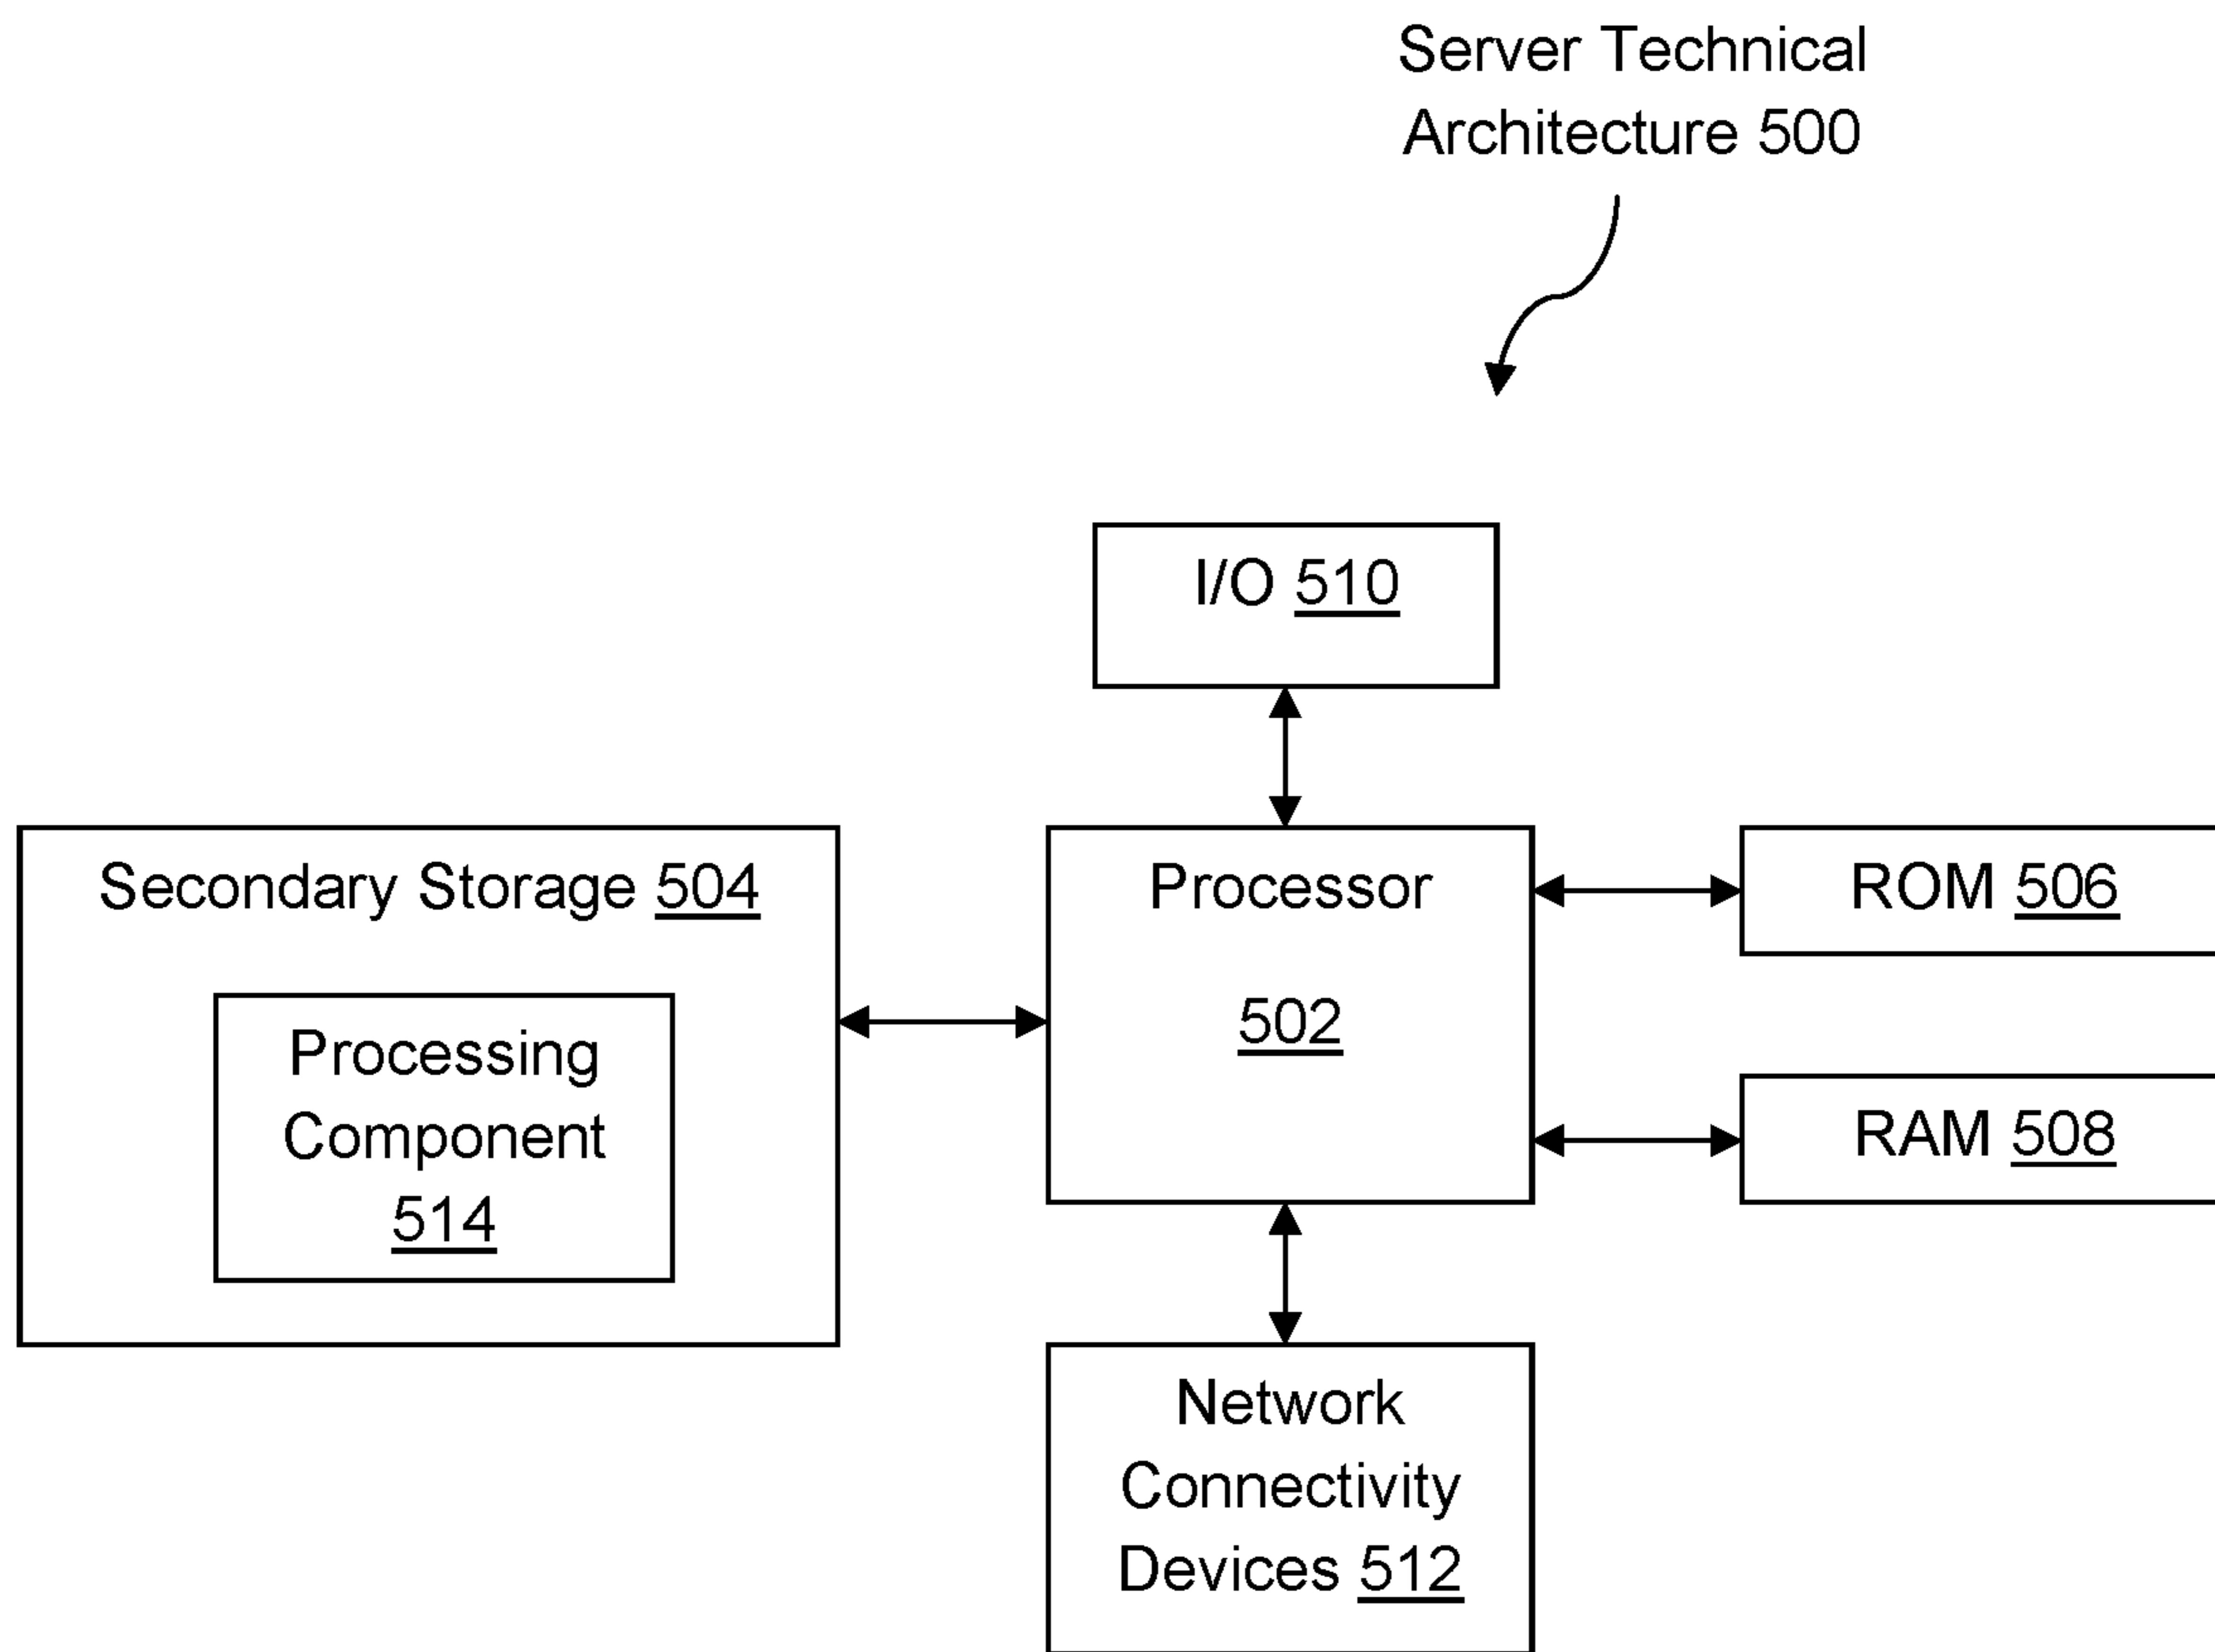 Server Technical
Architecture 500
I/O 510
Secondary Storage 504
Processing
Component
514
Processor
502
ROM 506
RAM 508
Network
Connectivity
Devices 512